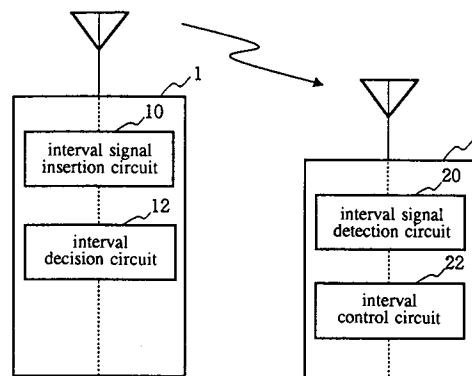 1
10
interval signal
insertion circuit
12
interval
decision circuit
20
interval signal
detection circuit
22
interval
control circuit